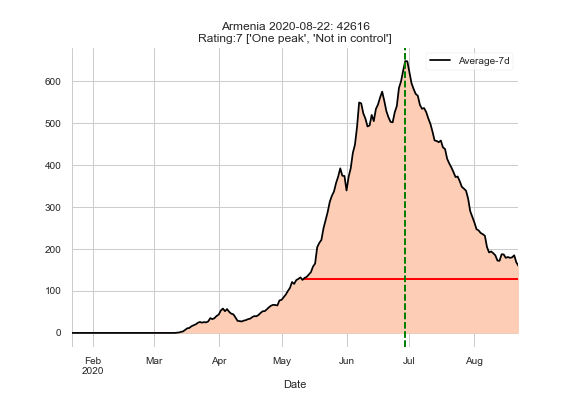 Armenia 2020-08-22: 42616
Rating:7 ['One peak', 'Not in control']
Average-7d
600
500
400
300
200
100
0
Feb
2020
Mar
Apr
May
Jun
Jul
Aug
Date